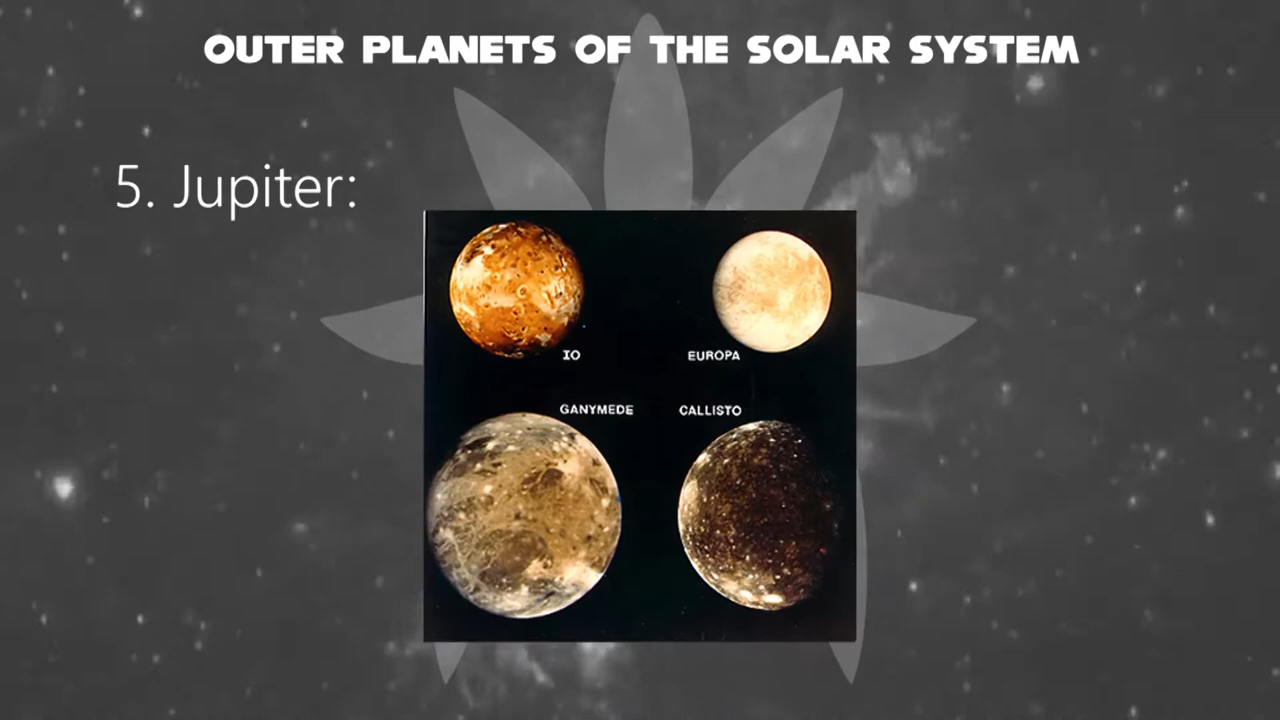 OUTER PLANETS OF THE SOLAR SYSTEM
5. Jupiter:
IO
EUROPA
GANYMEDE
CALLISTO